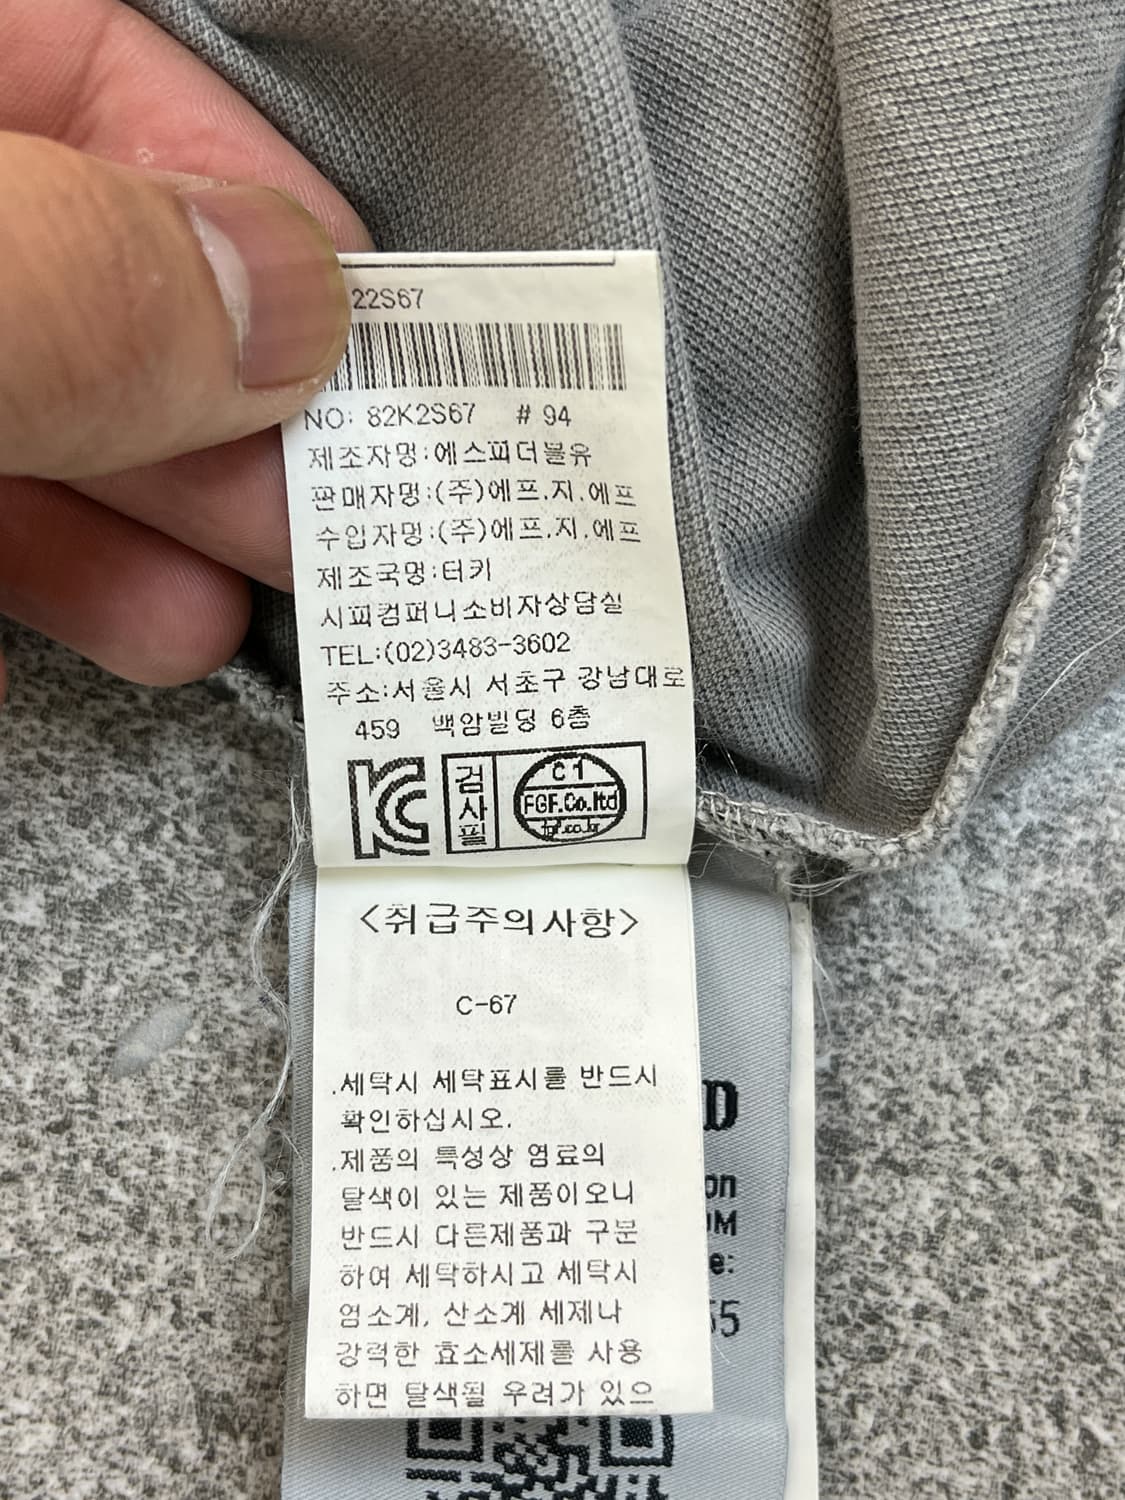 22S67
NO: 82K2S67 # 94
제조자명:에스피더블유
판매자명:(주)에프.지.에프
수입자명:(주)에프.지.에프
제조국명:터키
시피컴퍼니소비자상담실
TEL:(02)3483-3602
주소:서울시 서초구 강남대로
459 백암빌딩 6층
KC
검사필
C 1
FGF.Co.ltd
fgf.co.kr
<취급주의사항>
C-67
.세탁시 세탁표시를 반드시
확인하십시오.
.제품의 특성상 염료의
탈색이 있는 제품이오니
반드시 다른제품과 구분
하여 세탁하시고 세탁시
염소계, 산소계 세제나
강력한 효소세제를 사용
하면 탈색될 우려가 있으
D
on
OM
e:
55